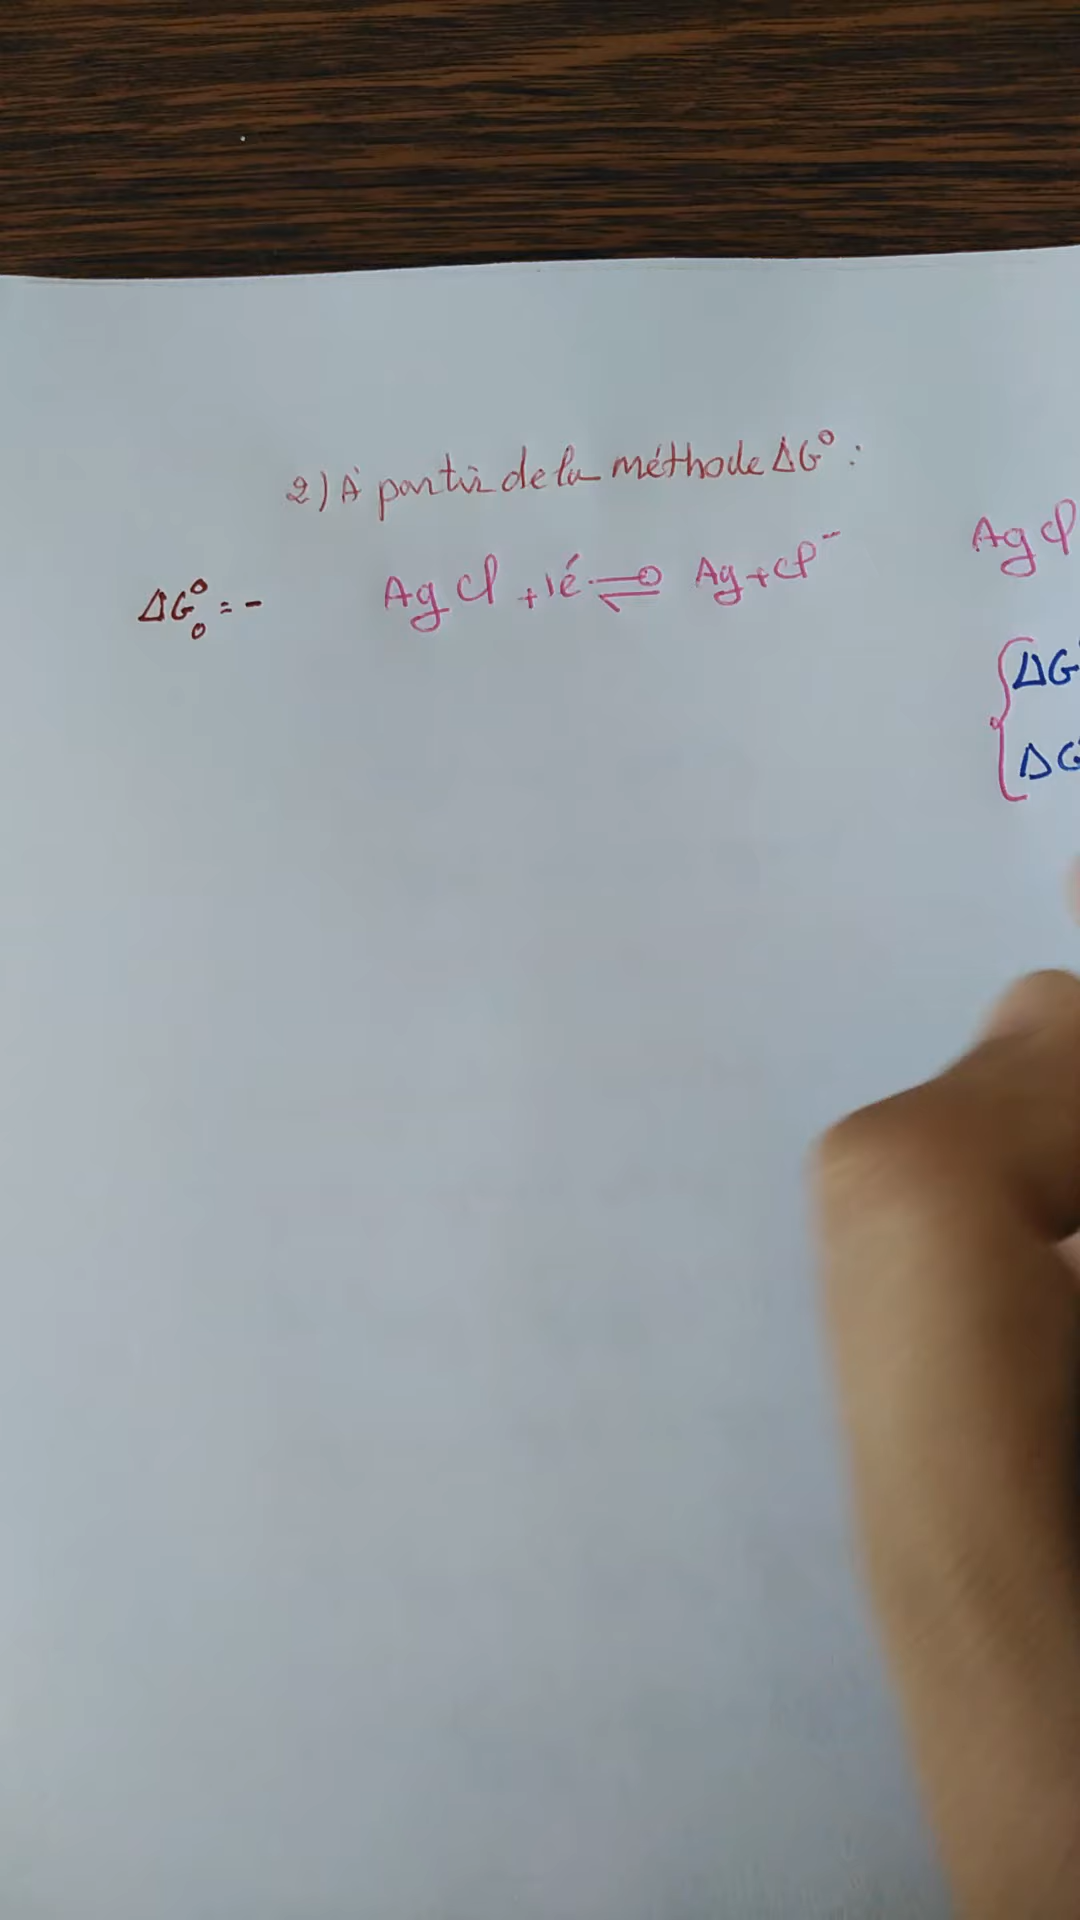 2) À partir de la méthode ΔG° :
AgCl
ΔG°₀ = - AgCl + 1é ⇌ Ag + Cl⁻
ΔG°
ΔG